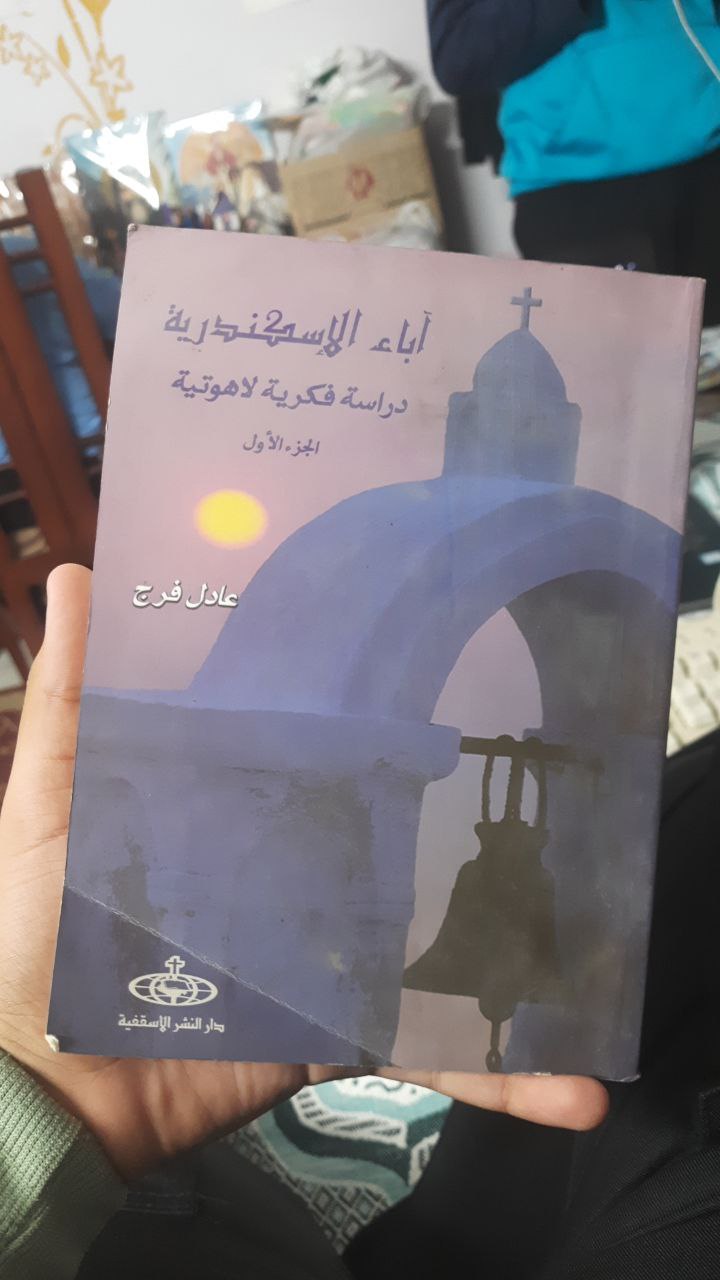 آباء الإسكندرية
دراسة فكرية لاهوتية
الجزء الأول
عادل فرج
دار النشر الأسقفية